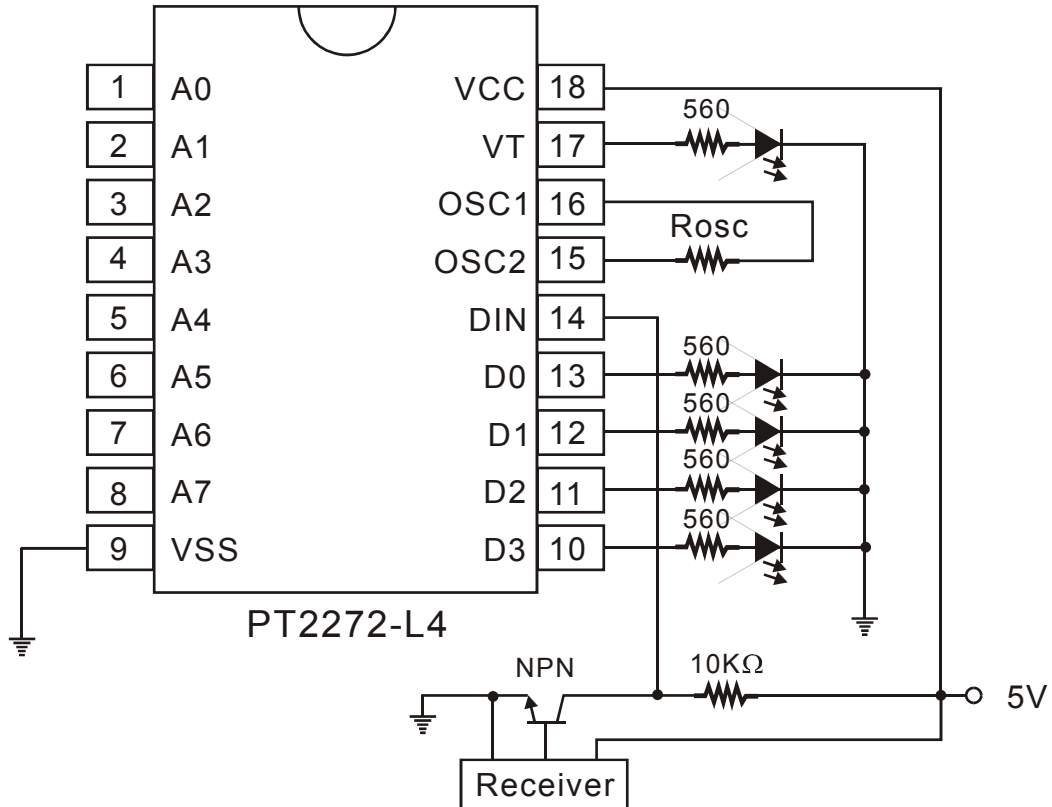 1 A0 VCC 18
560
2 A1 VT 17
3 A2 OSC1 16
Rosc
4 A3 OSC2 15
5 A4 DIN 14
560
6 A5 D0 13
560
7 A6 D1 12
560
8 A7 D2 11
560
9 VSS D3 10
PT2272-L4
NPN 10KΩ
5V
Receiver